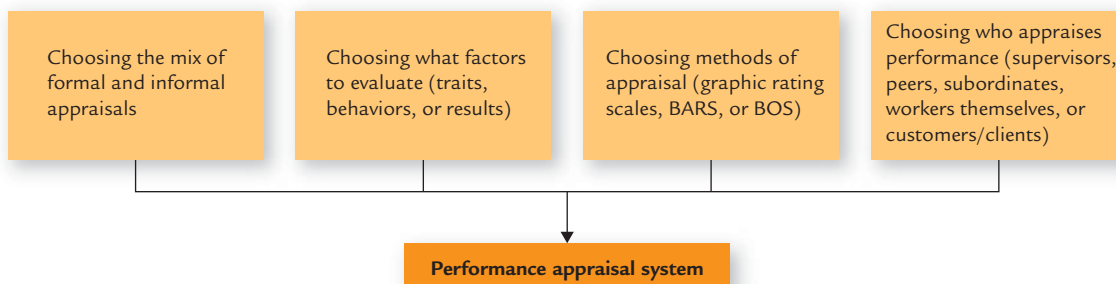 Choosing the mix of
formal and informal
appraisals
Choosing what factors
to evaluate (traits,
behaviors, or results)
Choosing methods of
appraisal (graphic rating
scales, BARS, or BOS)
Choosing who appraises
performance (supervisors,
peers, subordinates,
workers themselves, or
customers/clients)
Performance appraisal system